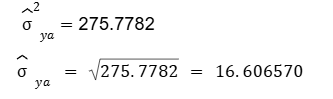 σ̂²ya = 275.7782
σ̂ya = √275.7782 = 16.606570